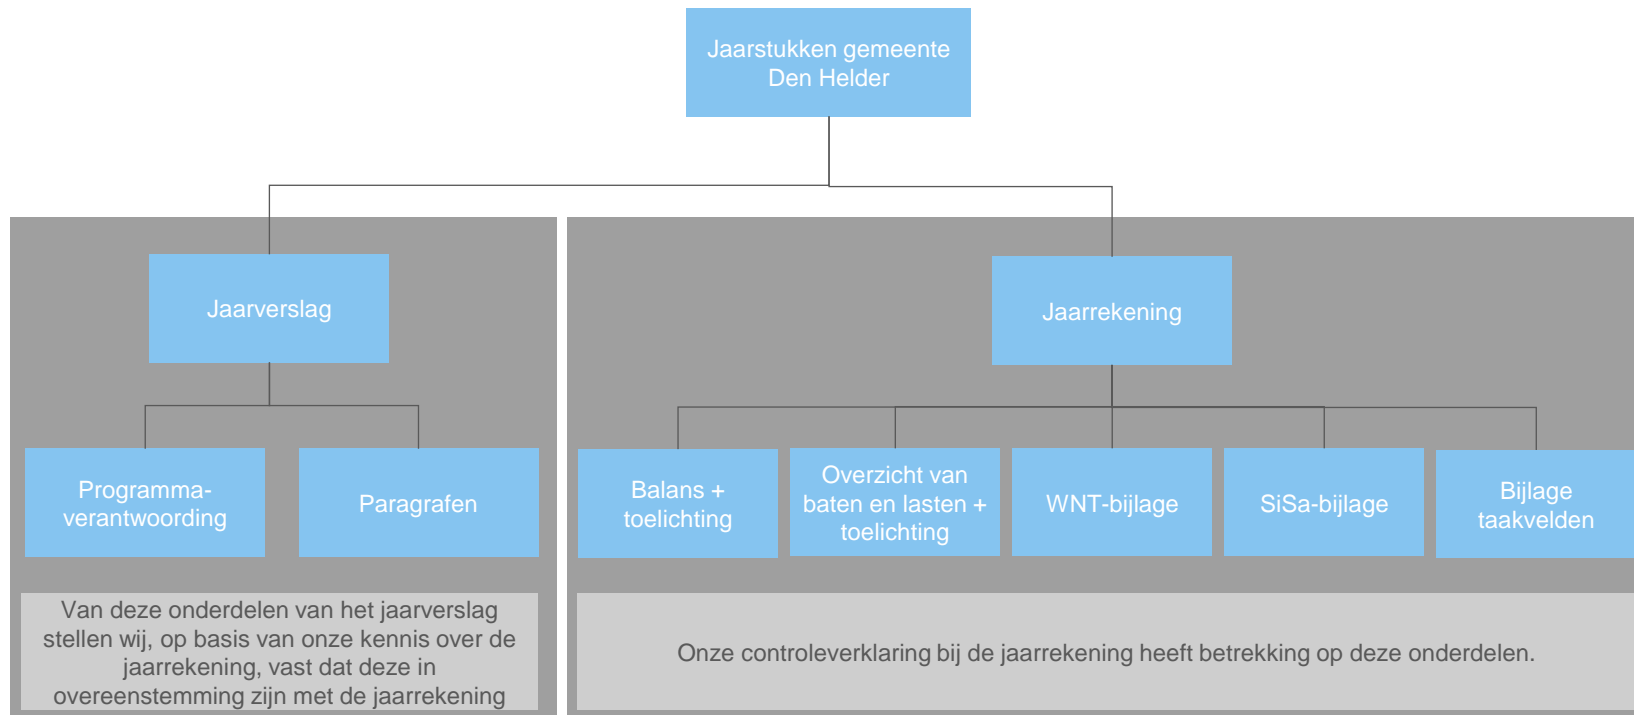 Jaarstukken gemeente
Den Helder
Jaarverslag
Jaarrekening
Programma-
verantwoording
Paragrafen
Balans +
toelichting
Overzicht van
baten en lasten +
toelichting
WNT-bijlage
SiSa-bijlage
Bijlage
taakvelden
Van deze onderdelen van het jaarverslag
stellen wij, op basis van onze kennis over de
jaarrekening, vast dat deze in
overeenstemming zijn met de jaarrekening
Onze controleverklaring bij de jaarrekening heeft betrekking op deze onderdelen.